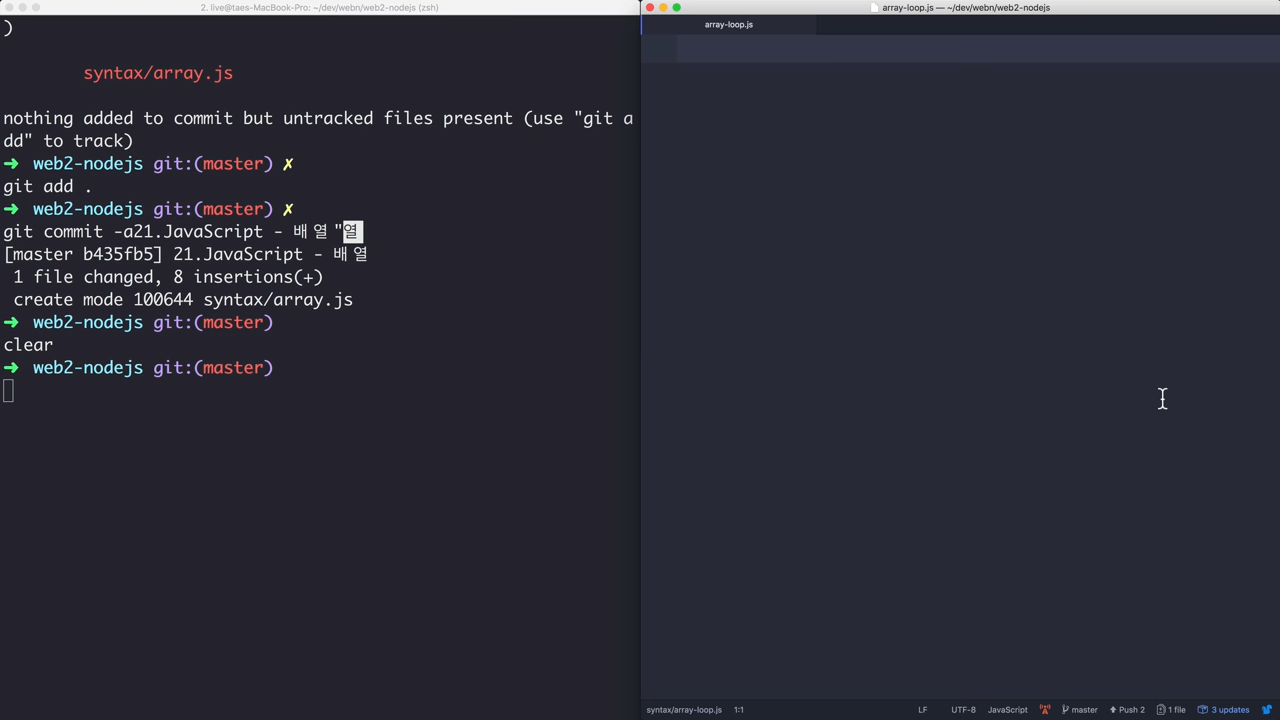 2. live@taes-MacBook-Pro: ~/dev/webn/web2-nodejs (zsh)
)
syntax/array.js
nothing added to commit but untracked files present (use "git a
dd" to track)
➜ web2-nodejs git:(master) ✗
git add .
➜ web2-nodejs git:(master) ✗
git commit -a21.JavaScript - 배열 "열
[master b435fb5] 21.JavaScript - 배열
1 file changed, 8 insertions(+)
create mode 100644 syntax/array.js
➜ web2-nodejs git:(master)
clear
➜ web2-nodejs git:(master)
array-loop.js — ~/dev/webn/web2-nodejs
array-loop.js
syntax/array-loop.js 1:1 LF UTF-8 JavaScript master Push 2 1 file 3 updates